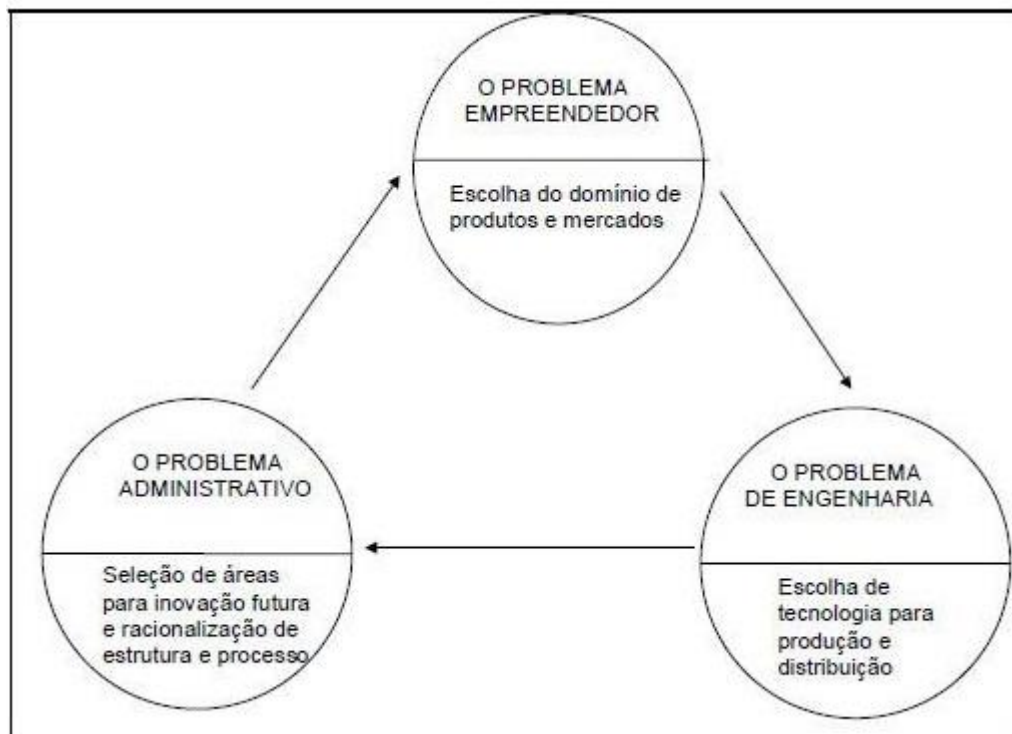 O PROBLEMA
EMPREENDEDOR
Escolha do domínio de
produtos e mercados
O PROBLEMA
ADMINISTRATIVO
Seleção de áreas
para inovação futura
e racionalização de
estrutura e processo
O PROBLEMA
DE ENGENHARIA
Escolha de
tecnologia para
produção e
distribuição